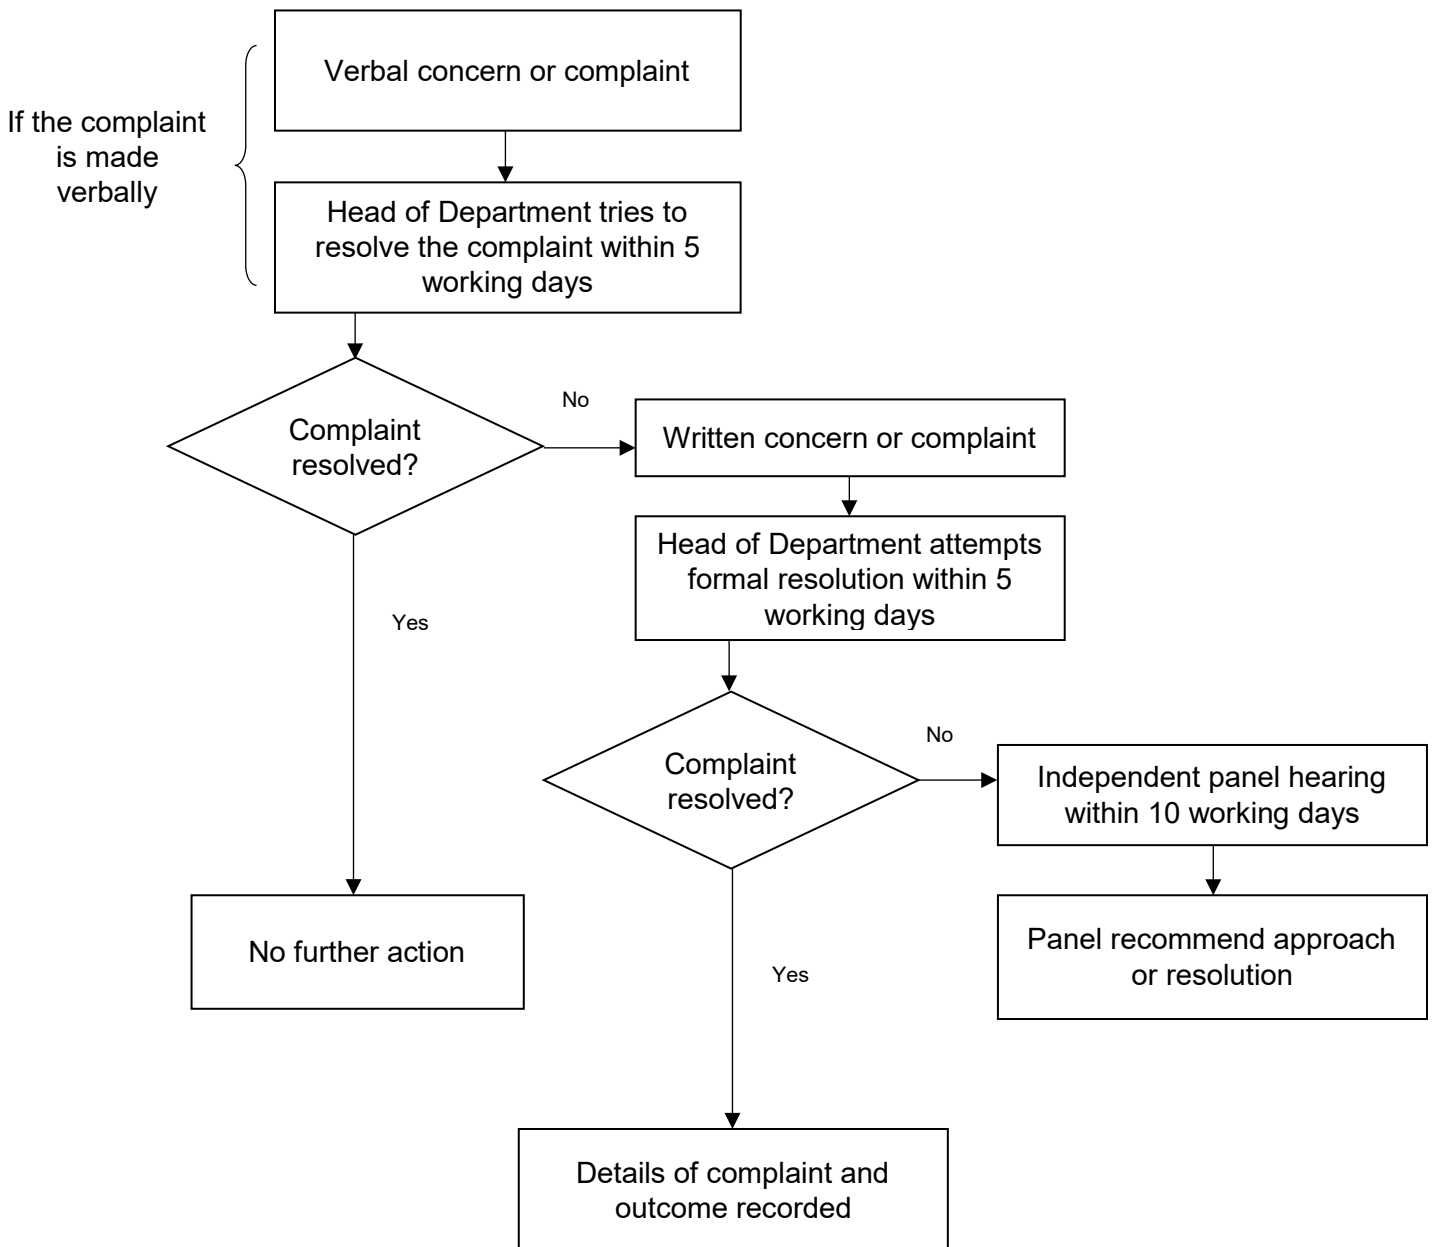 Verbal concern or complaint
If the complaint
is made
verbally
Head of Department tries to
resolve the complaint within 5
working days
Complaint
resolved?
No
Written concern or complaint
Head of Department attempts
formal resolution within 5
working days
Yes
Complaint
resolved?
No
Independent panel hearing
within 10 working days
No further action
Panel recommend approach
or resolution
Yes
Details of complaint and
outcome recorded